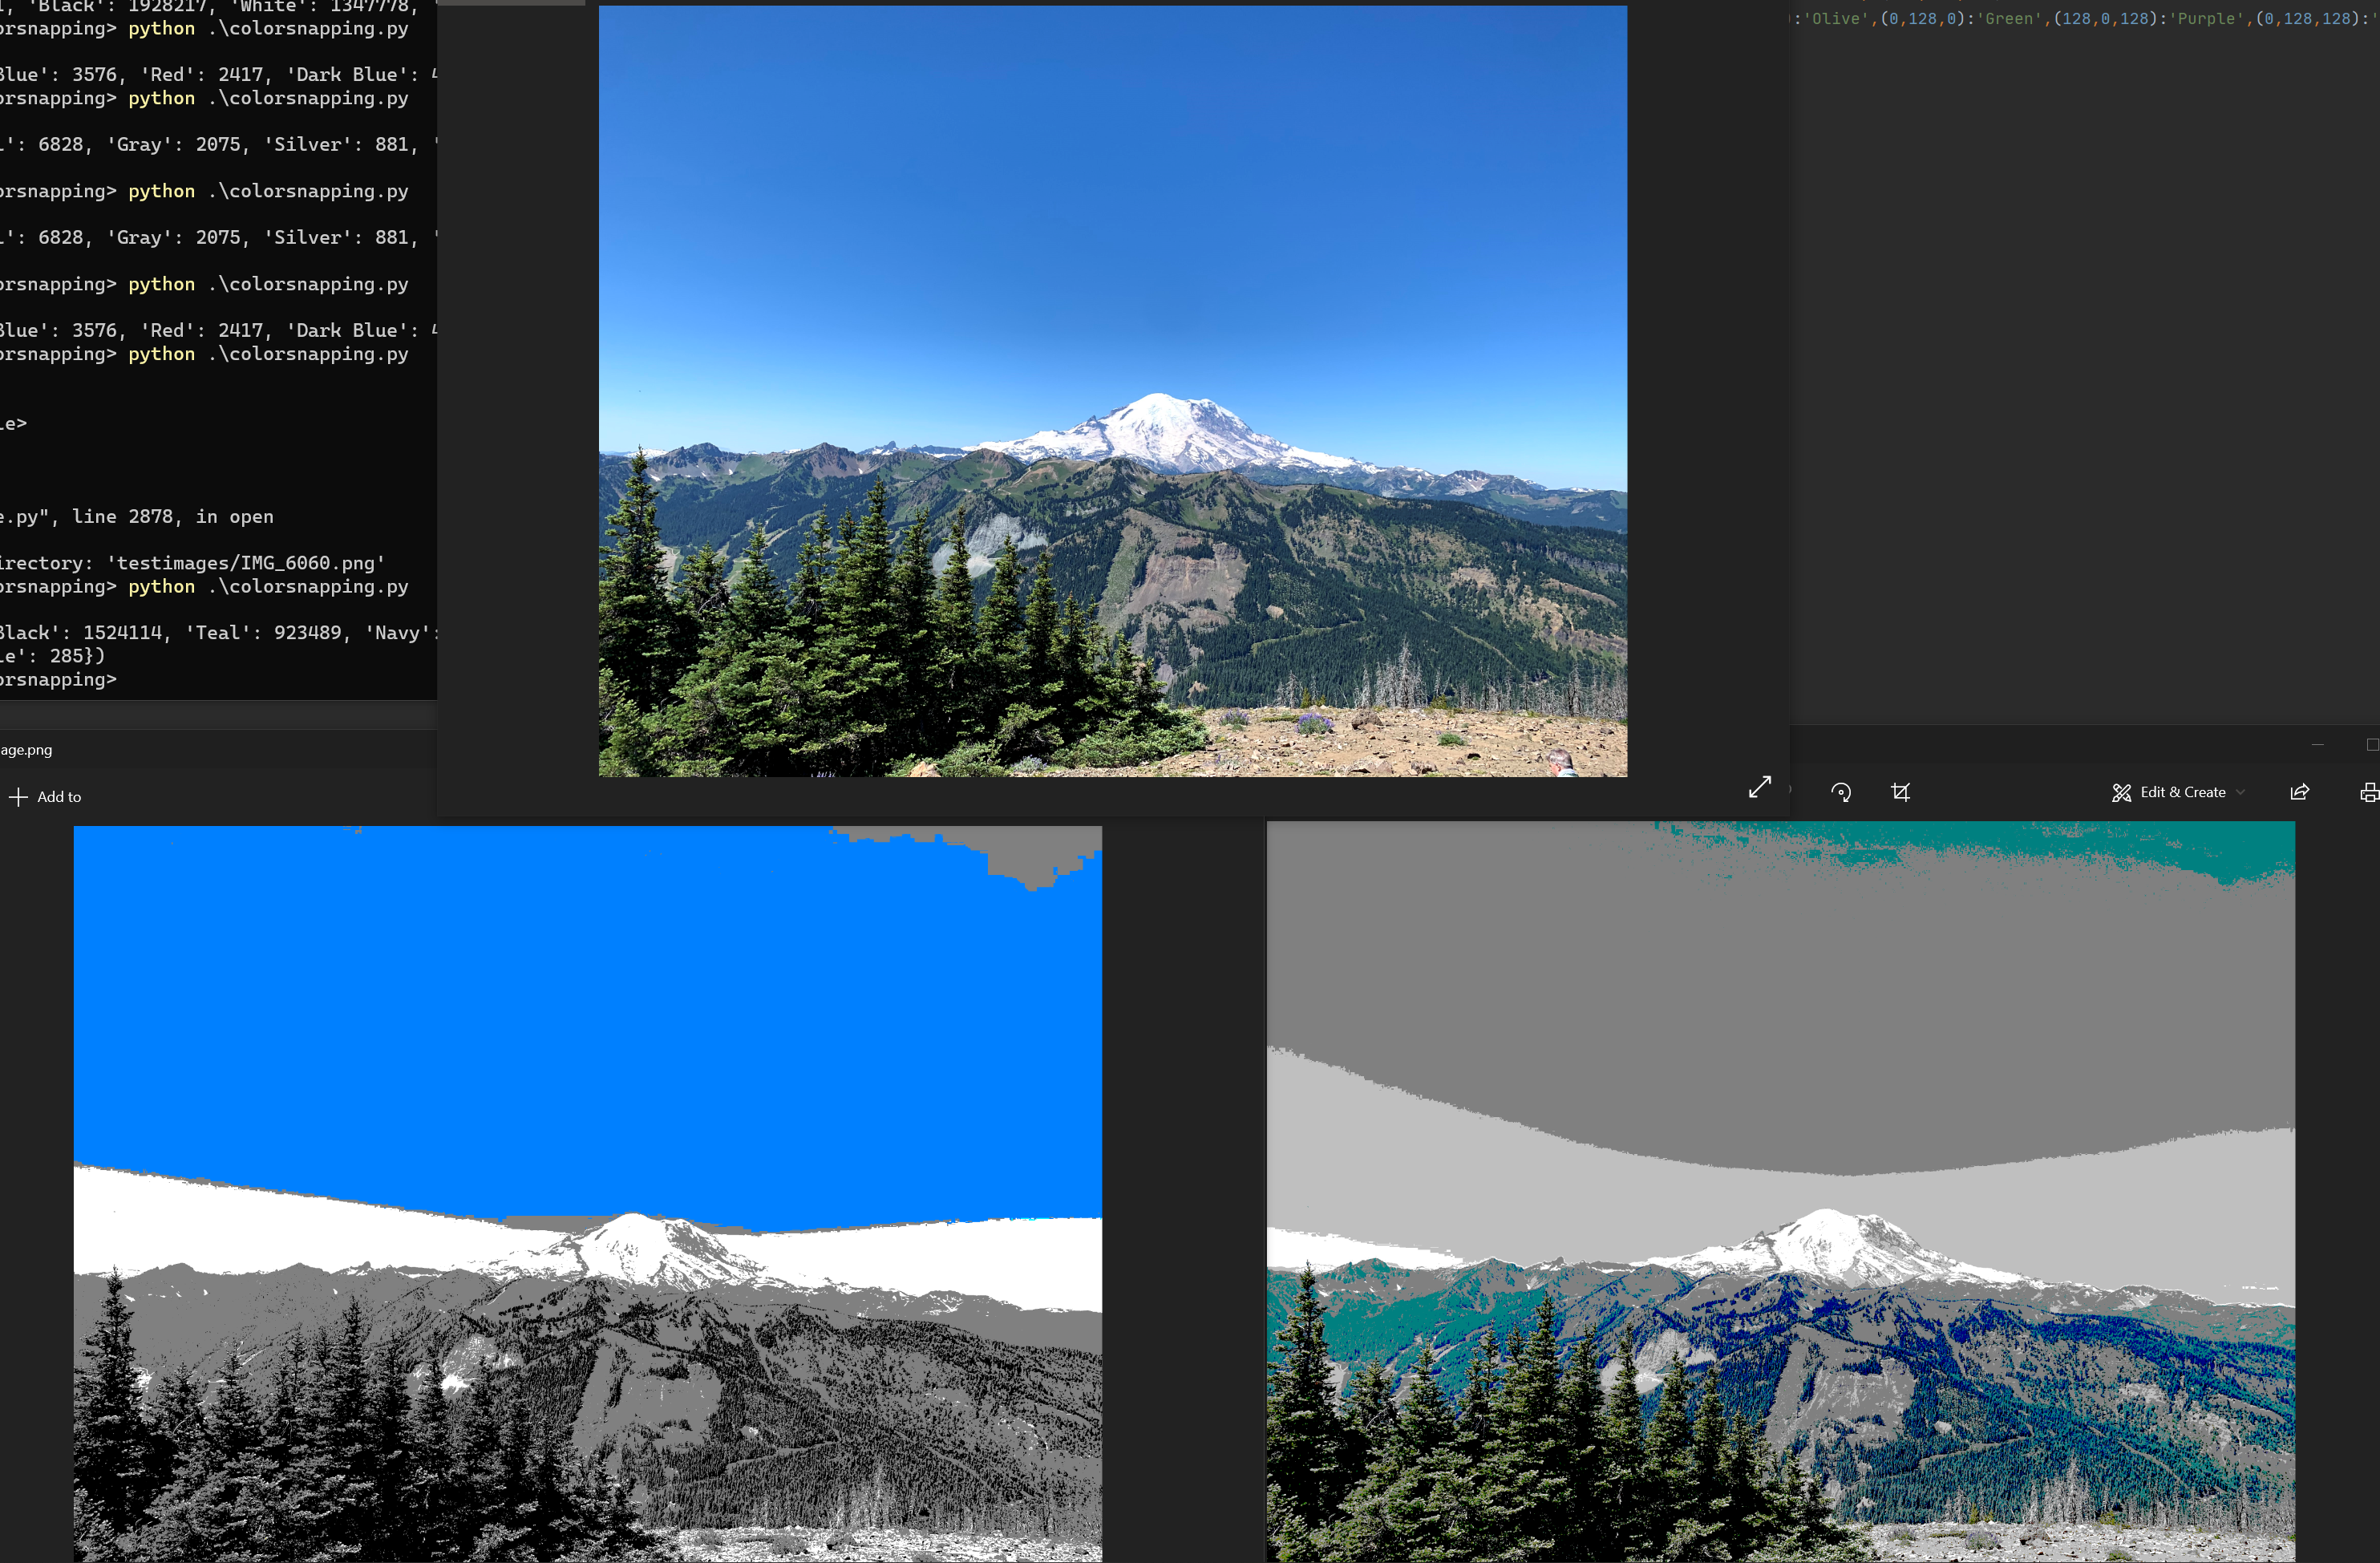 'Black': 1928217, 'White': 1347778,
orsnapping> python .\colorsnapping.py
Blue': 3576, 'Red': 2417, 'Dark Blue':
orsnapping> python .\colorsnapping.py
': 6828, 'Gray': 2075, 'Silver': 881, '
orsnapping> python .\colorsnapping.py
': 6828, 'Gray': 2075, 'Silver': 881, '
orsnapping> python .\colorsnapping.py
Blue': 3576, 'Red': 2417, 'Dark Blue':
orsnapping> python .\colorsnapping.py
le>
e.py", line 2878, in open
irectory: 'testimages/IMG_6060.png'
orsnapping> python .\colorsnapping.py
Black': 1524114, 'Teal': 923489, 'Navy':
le': 285})
orsnapping>
:'Olive',(0,128,0):'Green',(128,0,128):'Purple',(0,128,128):'
age.png
Add to
Edit & Create